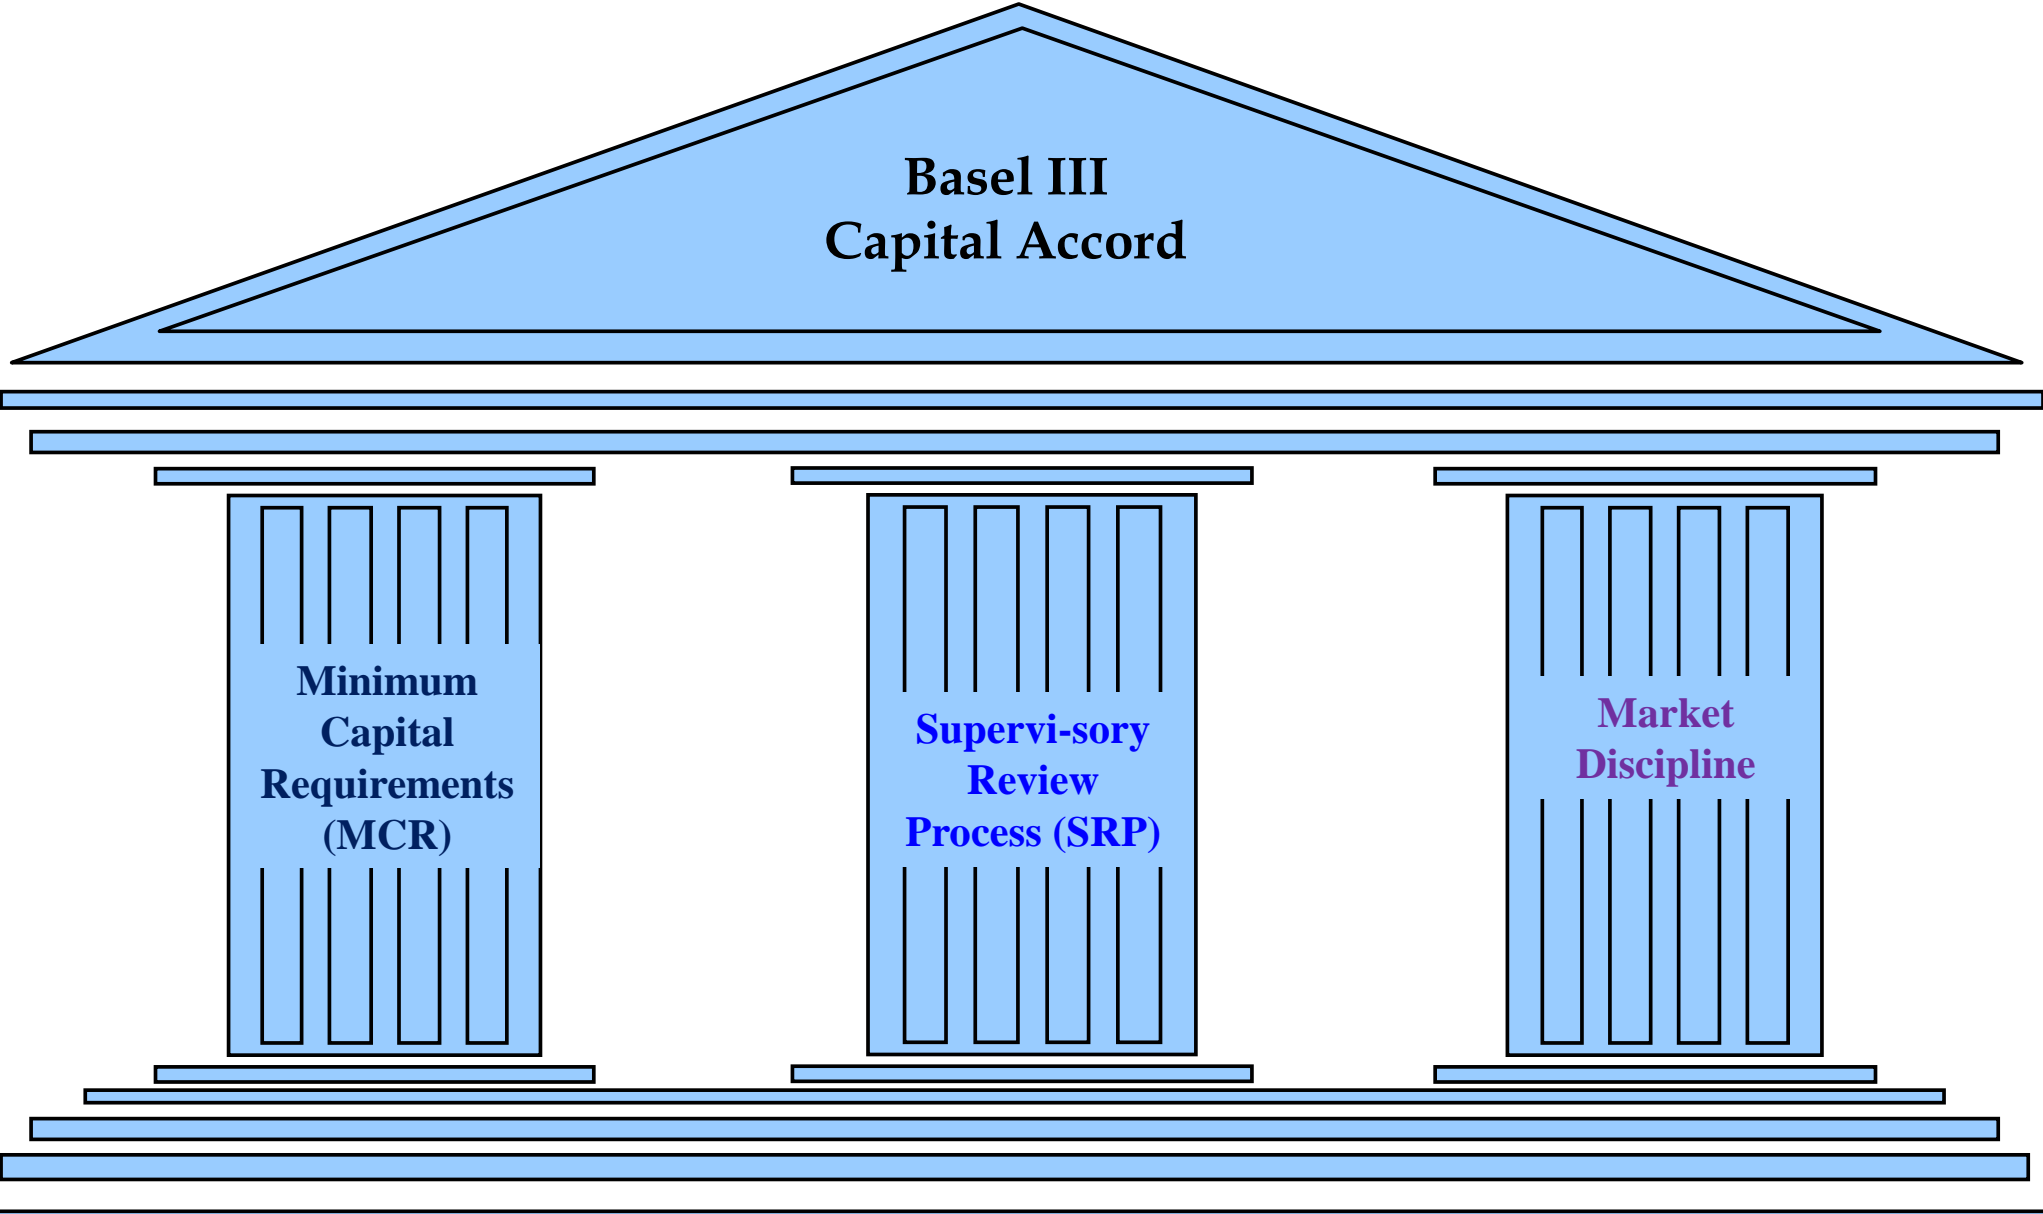 Basel III
Capital Accord
Minimum
Capital
Requirements
(MCR)
Supervi-sory
Review
Process (SRP)
Market
Discipline